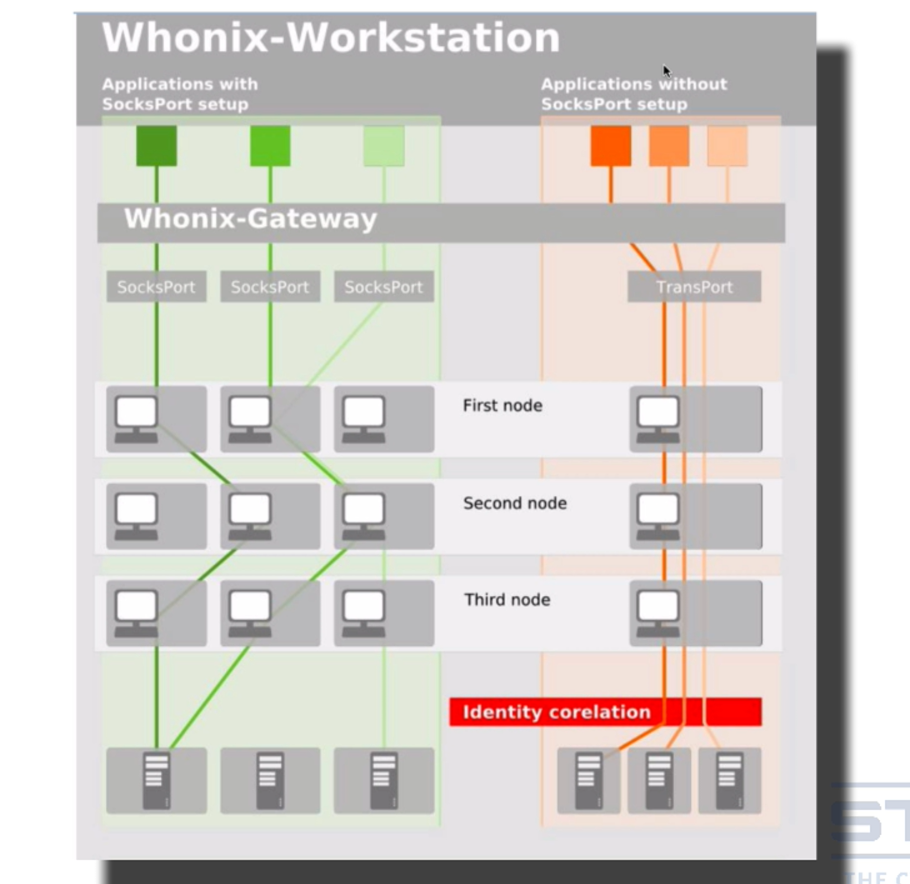 Whonix-Workstation
Applications with
SocksPort setup
Applications without
SocksPort setup
Whonix-Gateway
SocksPort
SocksPort
SocksPort
TransPort
First node
Second node
Third node
Identity corelation
THE C